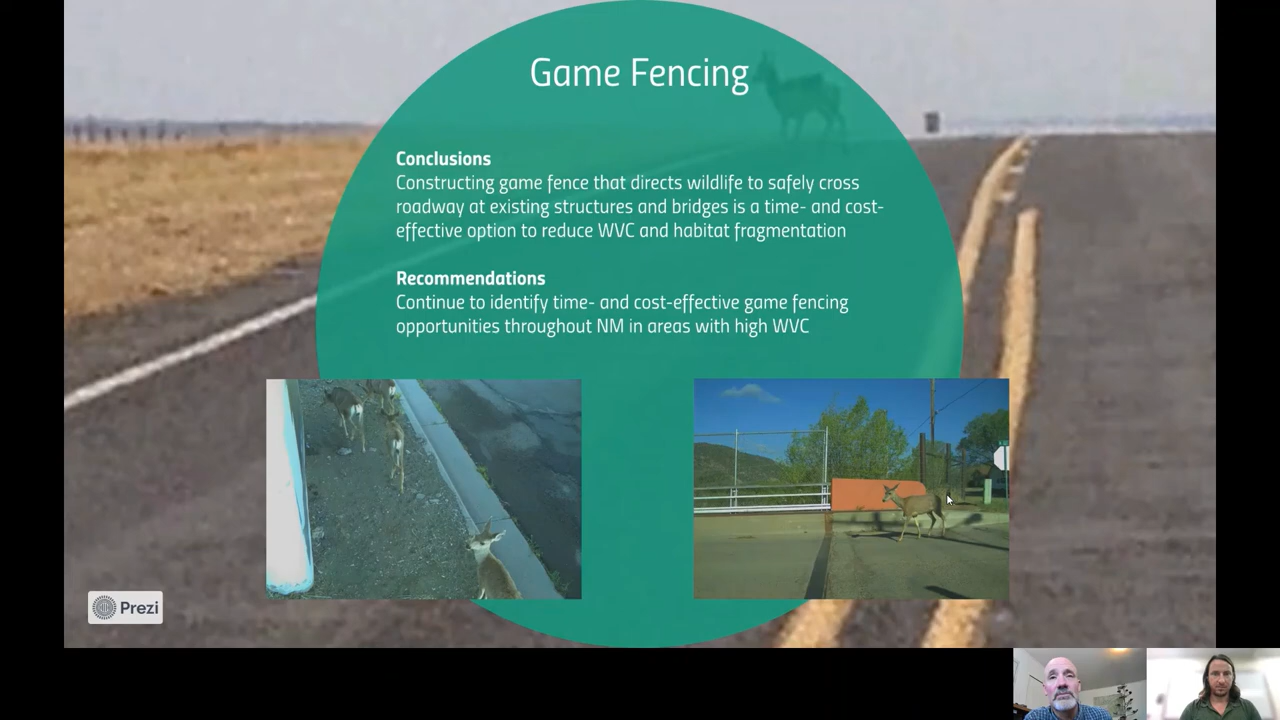 Game Fencing
Conclusions
Constructing game fence that directs wildlife to safely cross
roadway at existing structures and bridges is a time- and cost-
effective option to reduce WVC and habitat fragmentation
Recommendations
Continue to identify time- and cost-effective game fencing
opportunities throughout NM in areas with high WVC
Prezi